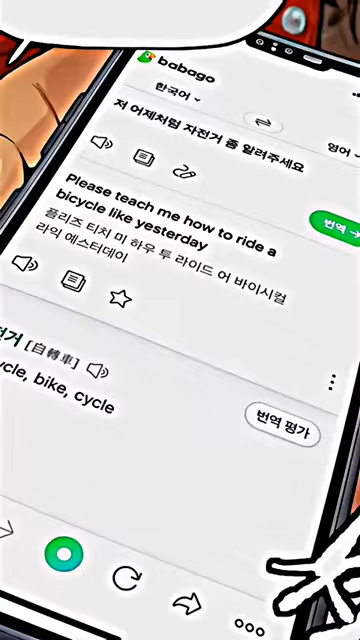 babago
한국어
영어
저 어제처럼 자전거 좀 알려주세요
번역
Please teach me how to ride a
bicycle like yesterday
플리즈 티처 미 하우 투 라이드 어 바이시컬
라익 예스터데이
[自轉車]
bike, cycle
번역 평가